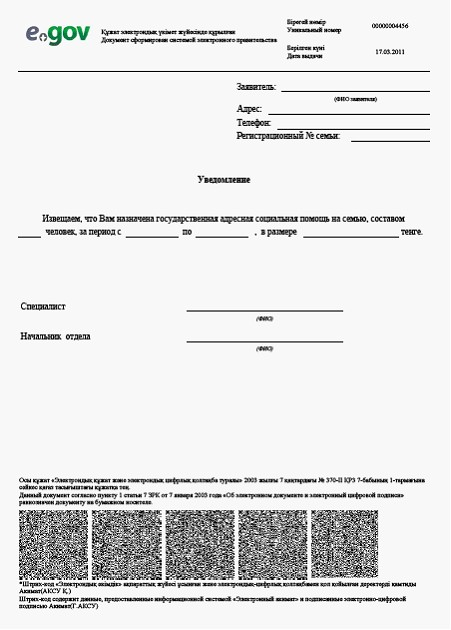 e.gov
Құжат электрондық үкімет жүйесінде құрылған
Документ сформирован системой электронного правительства
Бірегей нөмір
Уникальный номер
00000004456
Берілген күні
Дата выдачи
17.03.2011
Заявитель:
(ФИО заявителя)
Адрес:
Телефон:
Регистрационный № семьи:
Уведомление
Извещаем, что Вам назначена государственная адресная социальная помощь на семью, составом
человек, за период с по , в размере тенге.
Специалист
(ФИО)
Начальник отдела
(ФИО)
Осы құжат «Электрондық құжат және электрондық цифрлық қолтаңба туралы» 2003 жылғы 7 қаңтардағы № 370-II ҚРЗ 7-бабының 1-тармағына
сәйкес қағаз тасығыштағы құжатқа тең.
Данный документ согласно пункту 1 статьи 7 ЗРК от 7 января 2003 года «Об электронном документе и электронной цифровой подписи»
равнозначен документу на бумажном носителе.
*Штрих-код «Электрондық әкімдік» ақпараттық жүйесі ұсынған және электрондық-цифрлық қолтаңбамен қол қойылған деректерді қамтиды
Акимат(АКСУ Қ.)
Штрих-код содержит данные, предоставленные информационной системой «Электронный акимат» и подписанные электронно-цифровой
подписью Акимат(Г.АКСУ)